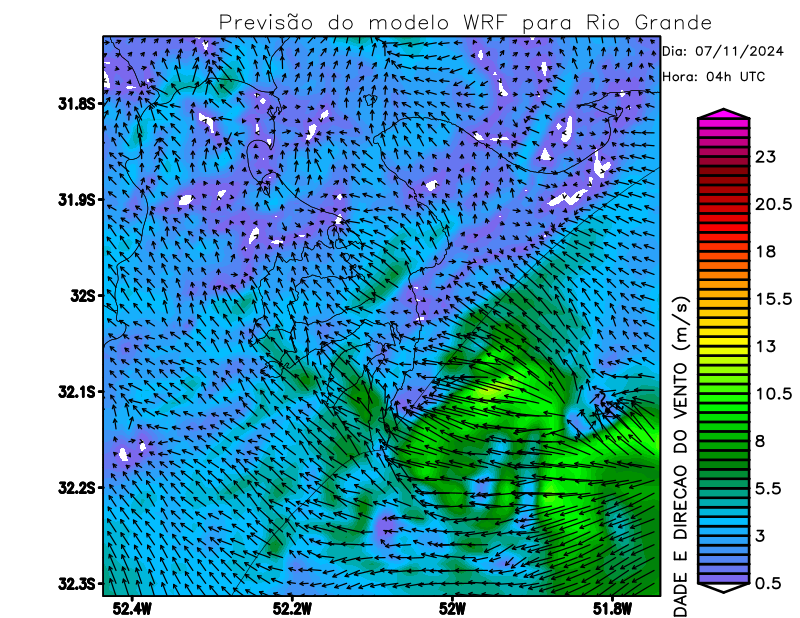 Previsão do modelo WRF para Rio Grande
Dia: 07/11/2024
Hora: 04h UTC
31.8S
31.9S
32S
32.1S
32.2S
32.3S
52.4W
52.2W
52W
51.8W
23
20.5
18
15.5
13
10.5
8
5.5
3
0.5
DADE E DIRECAO DO VENTO (m/s)